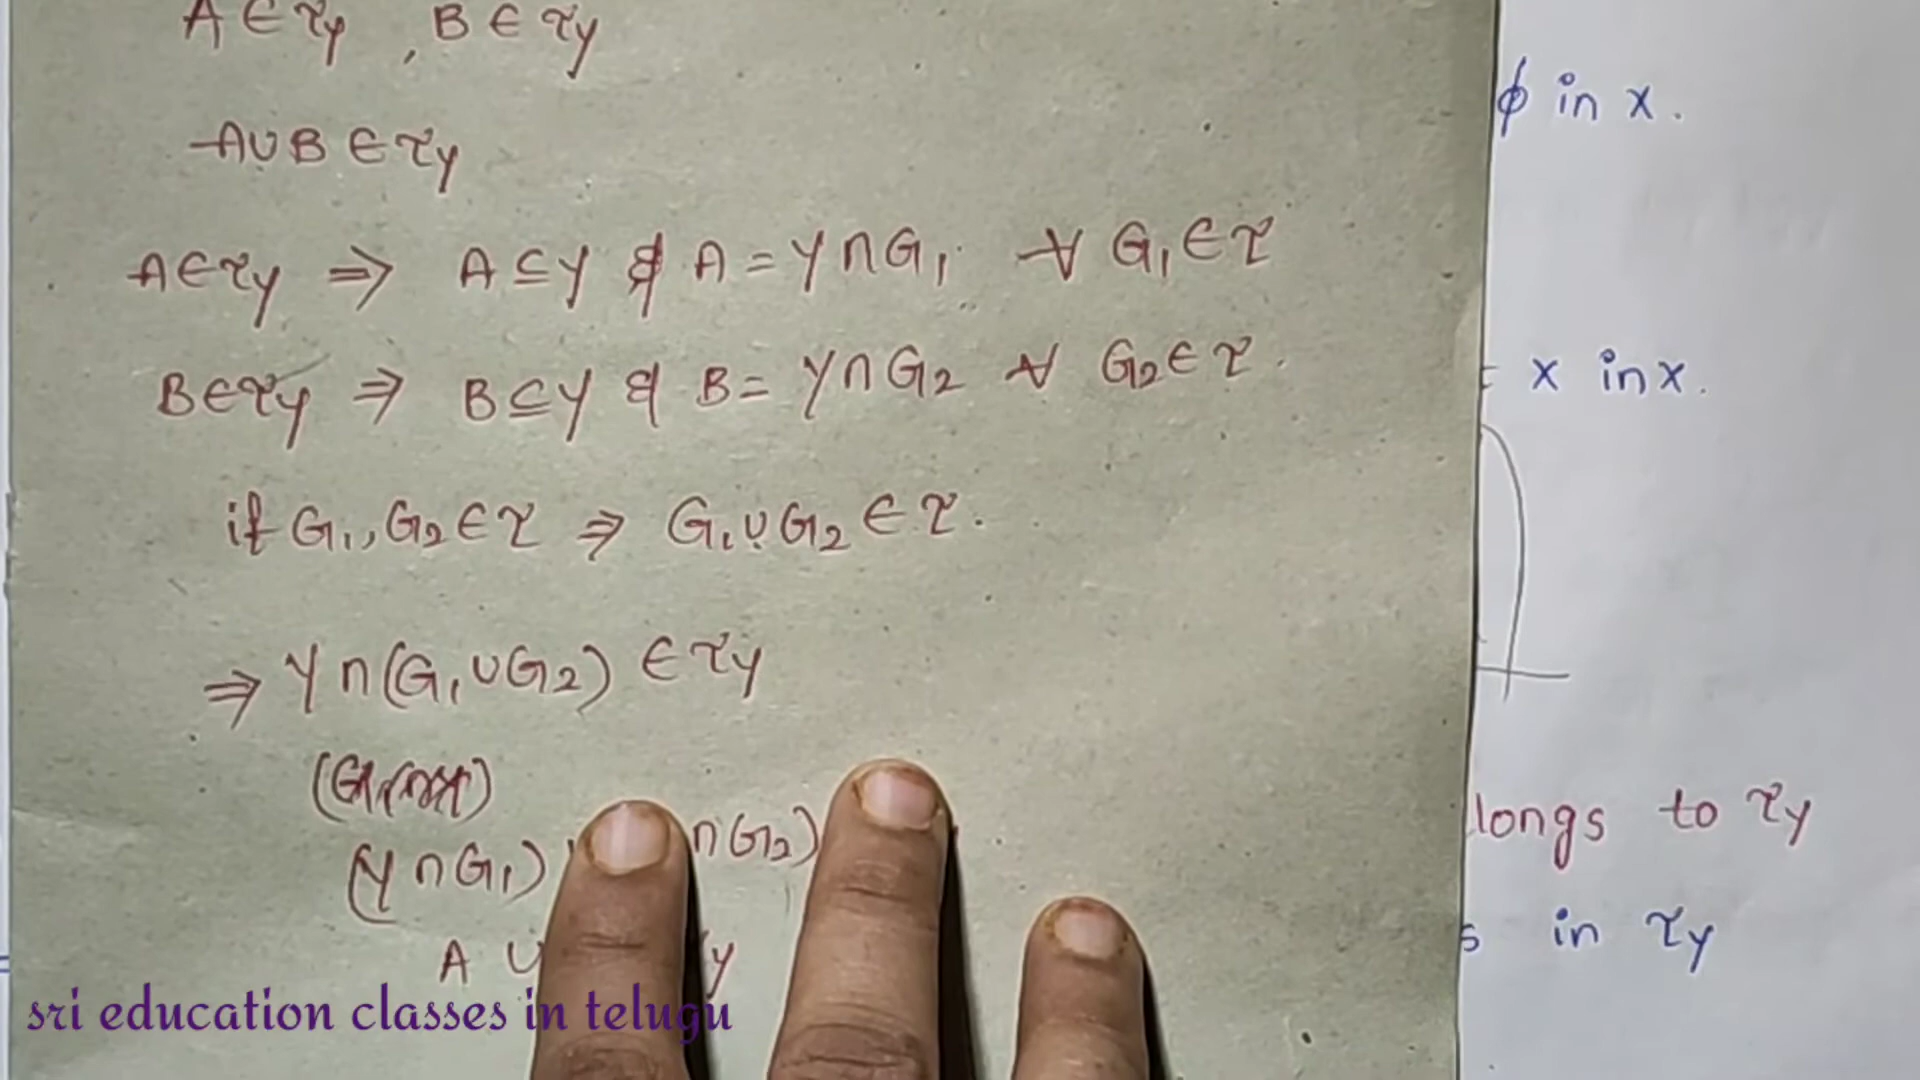 A ∈ τy , B ∈ τy
A∪B ∈ τy
A∈τy ⇒ A ⊆ y & A = y ∩ G1 ∀ G1 ∈ τ
B∈τy ⇒ B ⊆ y & B = y ∩ G2 ∀ G2 ∈ τ.
if G1, G2 ∈ τ ⇒ G1 ∪ G2 ∈ τ.
⇒ y ∩ (G1 ∪ G2) ∈ τy
(y ∩ G1) ∩ G2)
A ∪ y
ϕ in x.
x in x.
longs to τy
s in τy
sri education classes in telugu